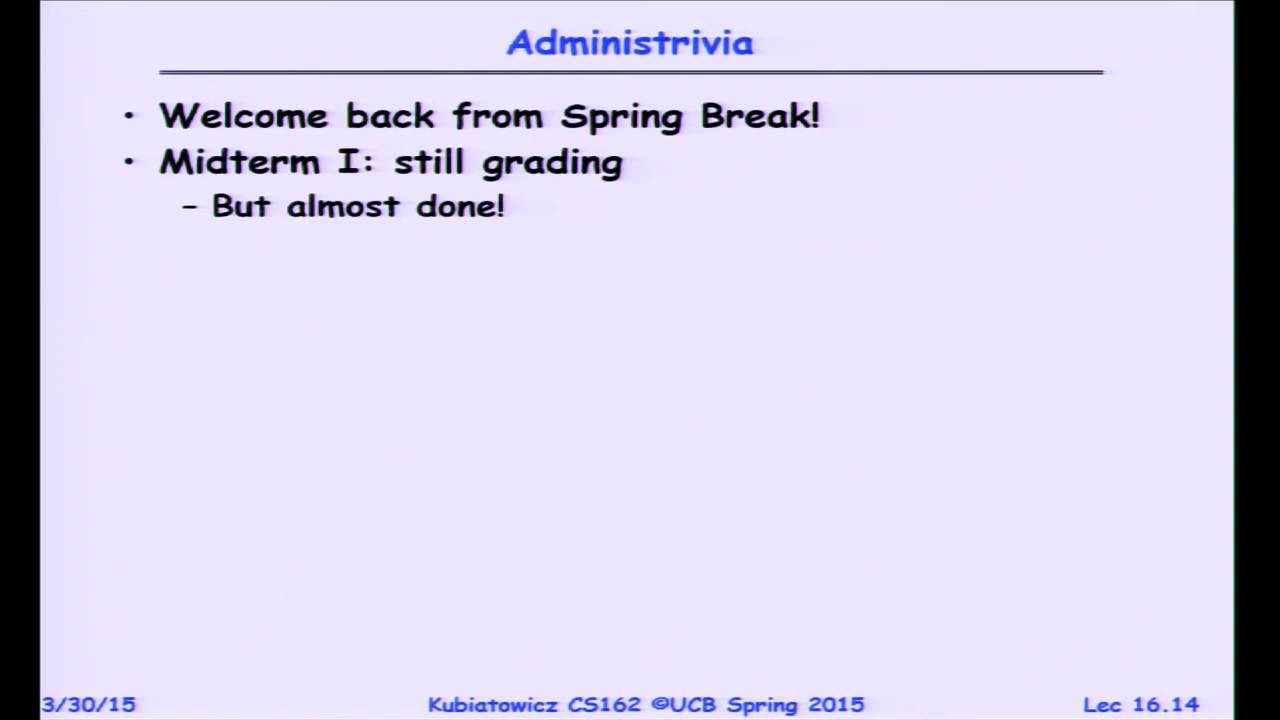 Administrivia
• Welcome back from Spring Break!
• Midterm I: still grading
– But almost done!
3/30/15 Kubiatowicz CS162 ©UCB Spring 2015 Lec 16.14